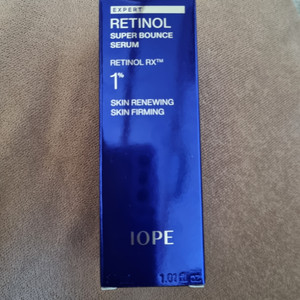 EXPERT
RETINOL
SUPER BOUNCE
SERUM
RETINOL RX™
1%
SKIN RENEWING
SKIN FIRMING
IOPE